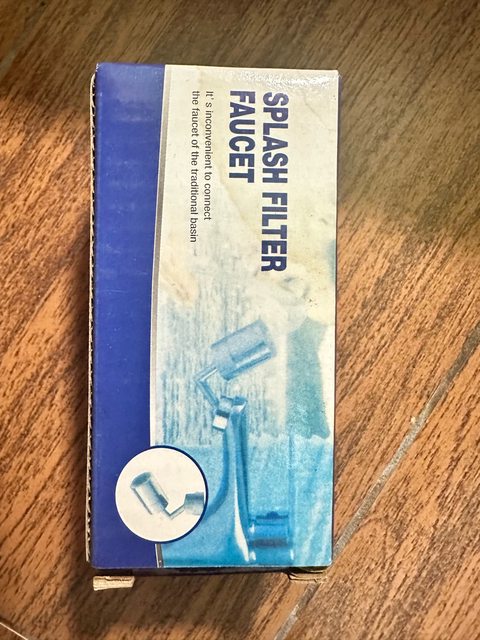 SPLASH FILTER
FAUCET
It's inconvenient to connect
the faucet of the traditional basin